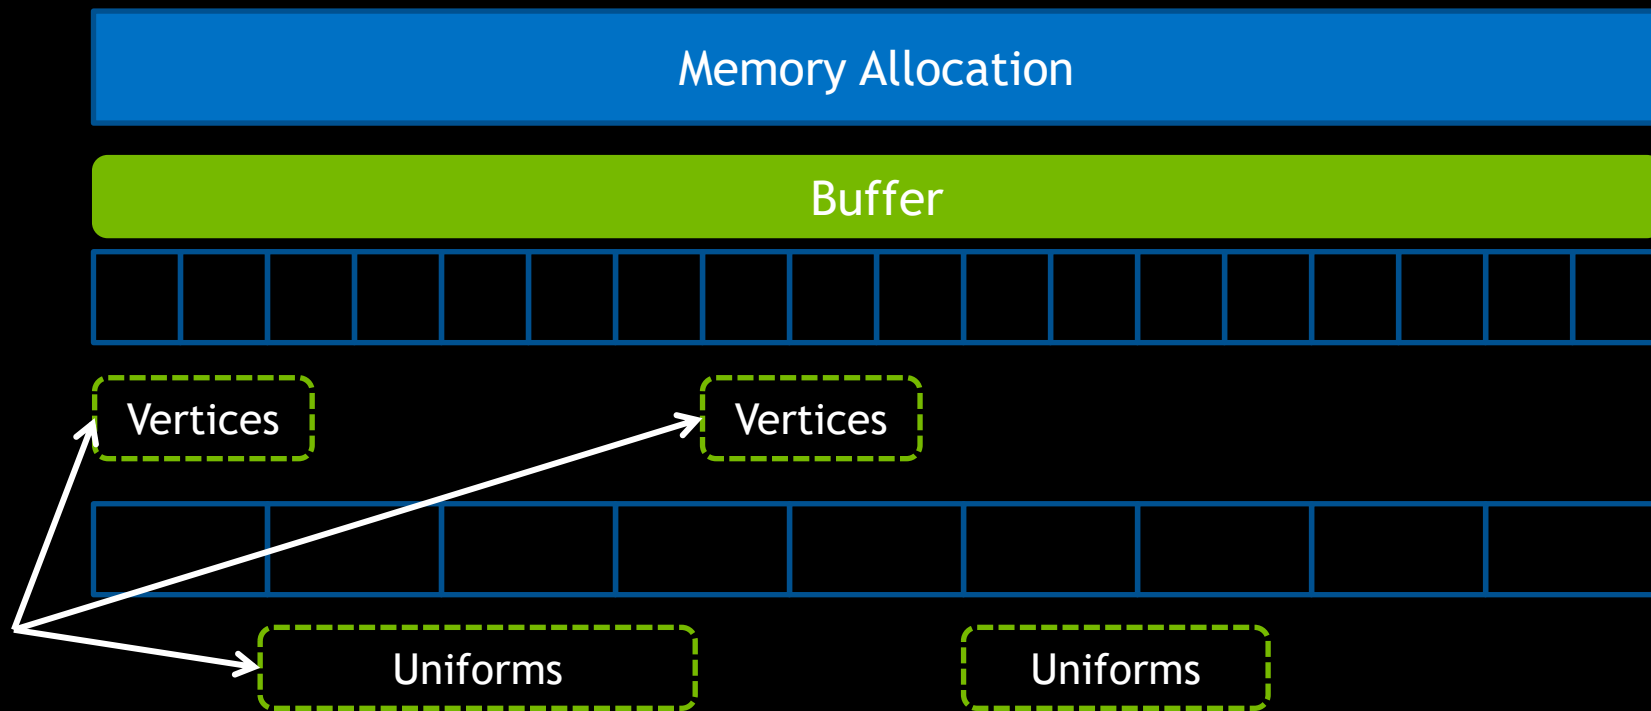 Memory Allocation
Buffer
Vertices
Vertices
Uniforms
Uniforms